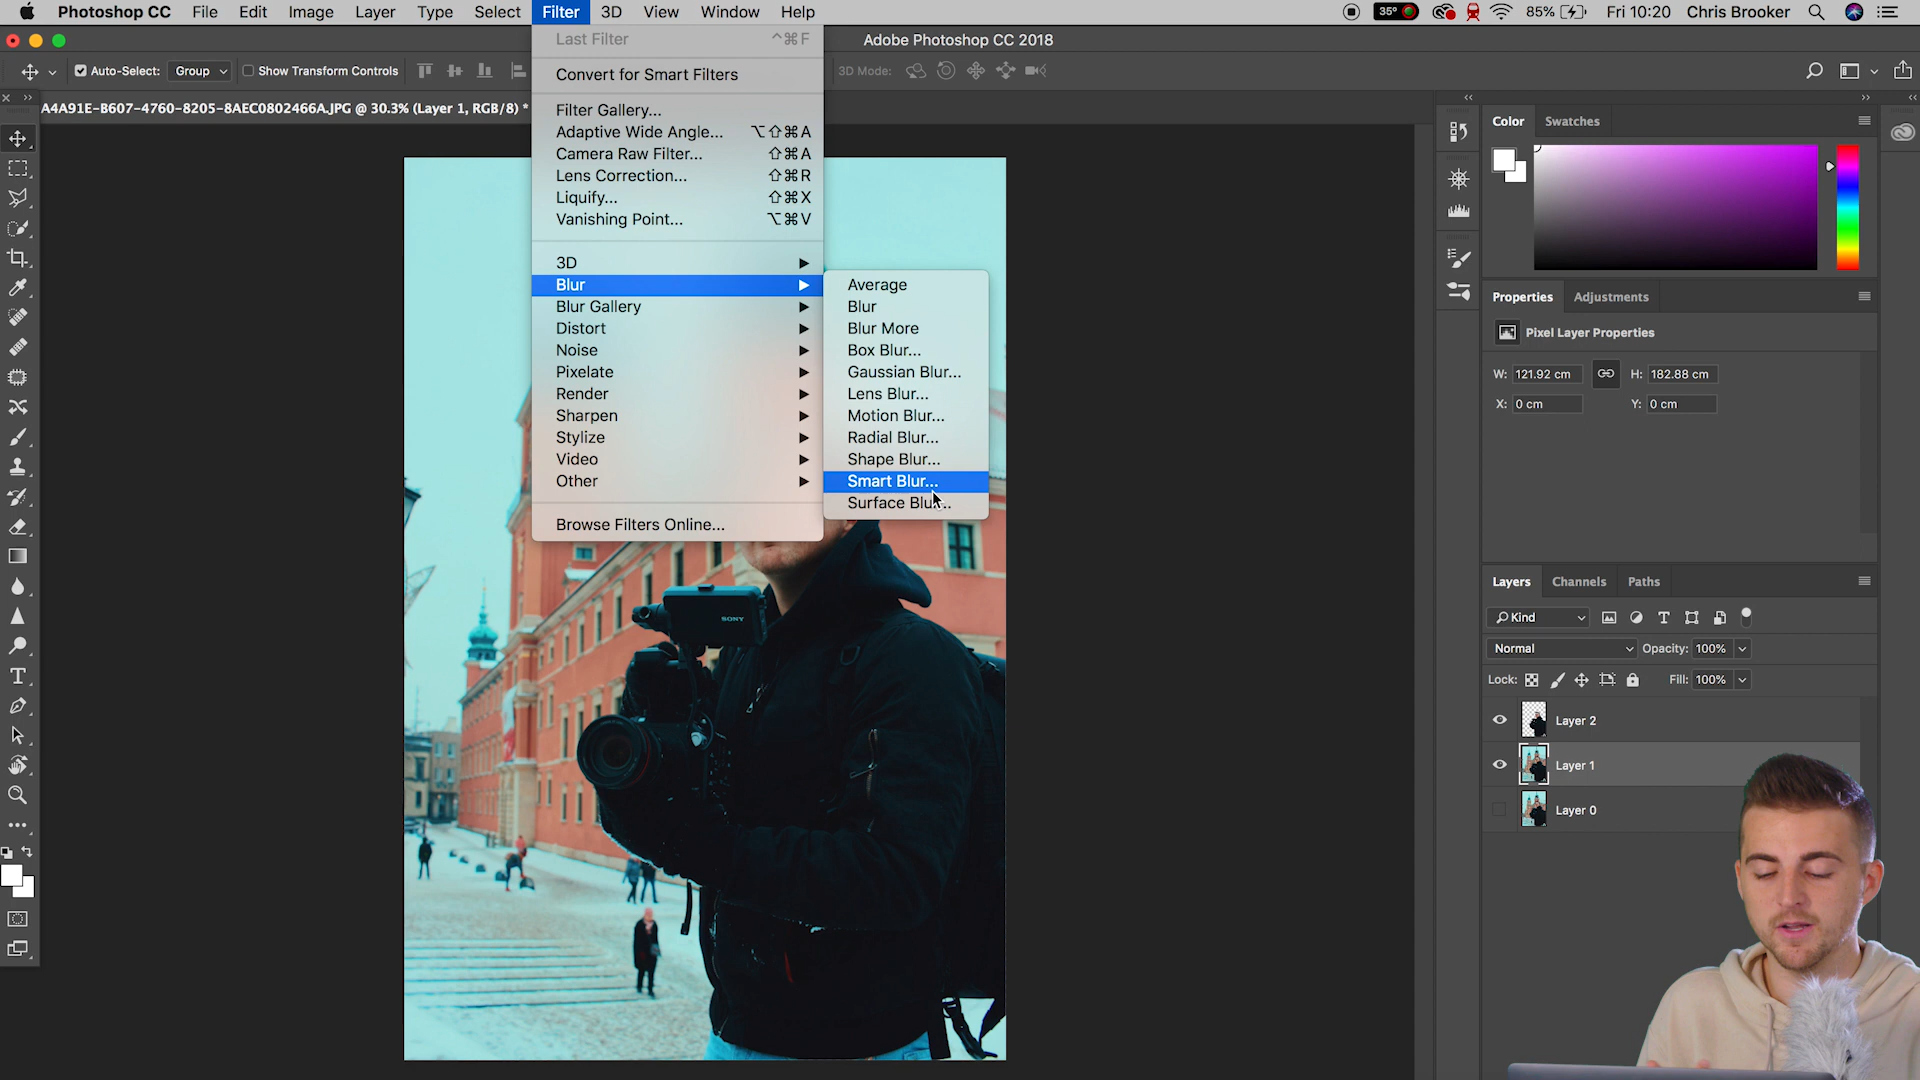 Photoshop CC File Edit Image Layer Type Select Filter 3D View Window Help 35° 85% Fri 10:20 Chris Brooker
Adobe Photoshop CC 2018
Auto-Select: Group Show Transform Controls 3D Mode:
A4A91E-B607-4760-8205-8AEC0802466A.JPG @ 30.3% (Layer 1, RGB/8) *
Last Filter ^⌘F
Convert for Smart Filters
Filter Gallery...
Adaptive Wide Angle... ⌥⇧⌘A
Camera Raw Filter... ⇧⌘A
Lens Correction... ⇧⌘R
Liquify... ⇧⌘X
Vanishing Point... ⌥⌘V
3D
Blur
Blur Gallery
Distort
Noise
Pixelate
Render
Sharpen
Stylize
Video
Other
Browse Filters Online...
Average
Blur
Blur More
Box Blur...
Gaussian Blur...
Lens Blur...
Motion Blur...
Radial Blur...
Shape Blur...
Smart Blur...
SONY
Color Swatches
Properties Adjustments
Pixel Layer Properties
W: 121.92 cm H: 182.88 cm
X: 0 cm Y: 0 cm
Layers Channels Paths
Kind
Normal Opacity: 100%
Lock: Fill: 100%
Layer 2
Layer 1
Layer 0